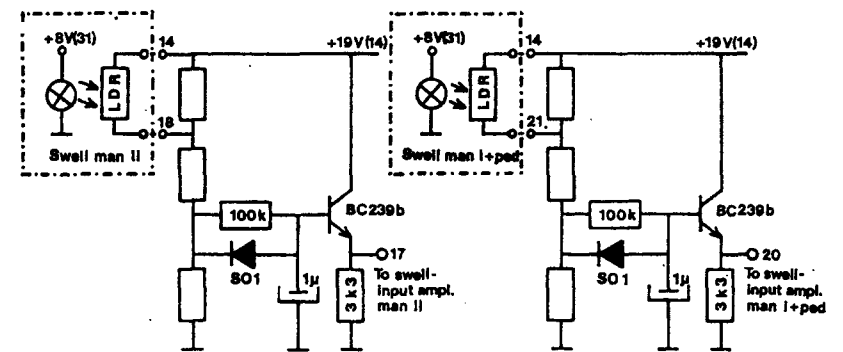 +8V(31)
14
+19V(14)
LDR
18
Swell man II
100k
BC239b
SO1
1µ
3k3
17
To swell-
input ampl.
man II
+8V(31)
14
+19V(14)
LDR
21
Swell man I+ped
100k
BC239b
SO1
1µ
3k3
20
To swell-
input ampl.
man I+ped